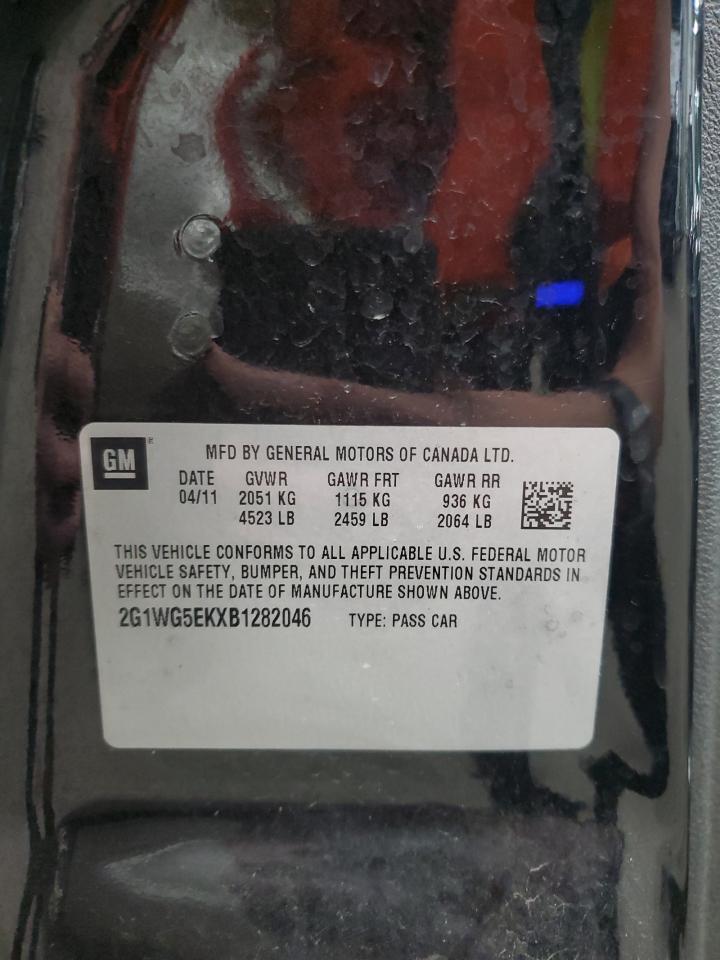 GM
MFD BY GENERAL MOTORS OF CANADA LTD.
DATE GVWR GAWR FRT GAWR RR
04/11 2051 KG 1115 KG 936 KG
4523 LB 2459 LB 2064 LB
THIS VEHICLE CONFORMS TO ALL APPLICABLE U.S. FEDERAL MOTOR
VEHICLE SAFETY, BUMPER, AND THEFT PREVENTION STANDARDS IN
EFFECT ON THE DATE OF MANUFACTURE SHOWN ABOVE.
2G1WG5EKXB1282046 TYPE: PASS CAR